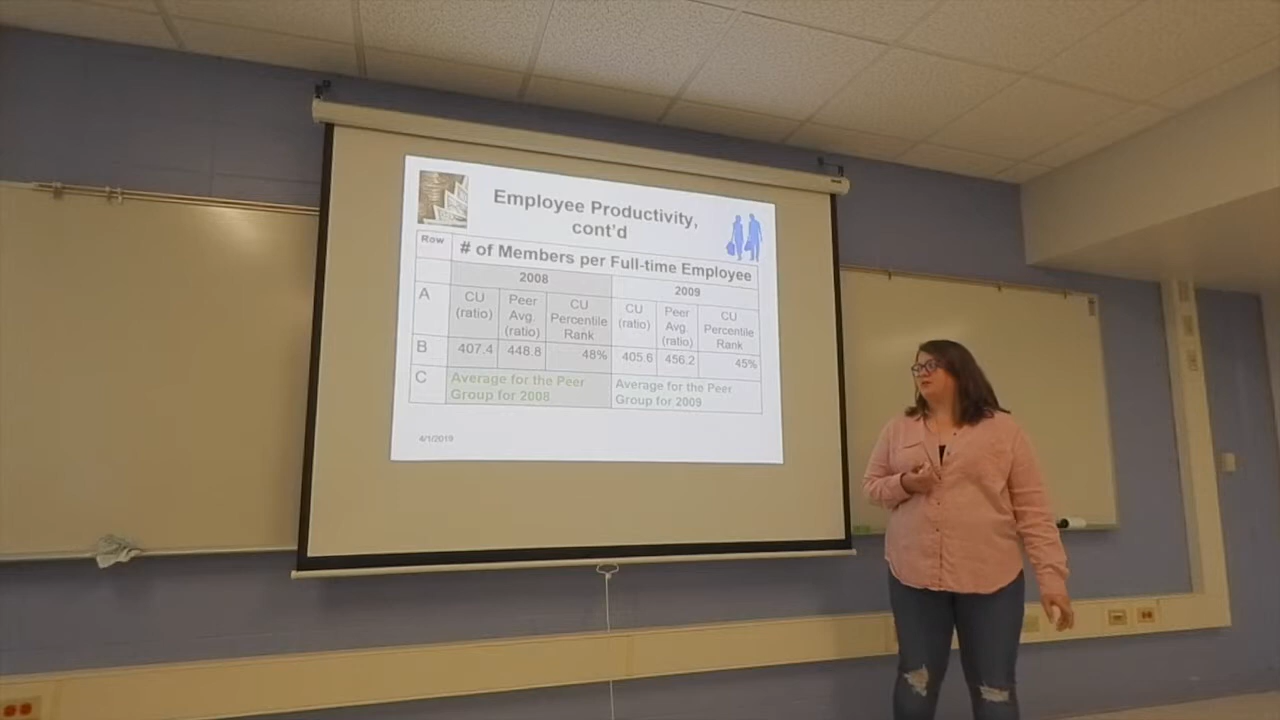 Employee Productivity,
cont'd
Row
# of Members per Full-time Employee
2008
2009
A
CU
(ratio)
Peer
Avg.
(ratio)
CU
Percentile
Rank
CU
(ratio)
Peer
Avg.
(ratio)
CU
Percentile
Rank
B
407.4
448.8
48%
405.6
456.2
45%
C
Average for the Peer
Group for 2008
Average for the Peer
Group for 2009
4/1/2019